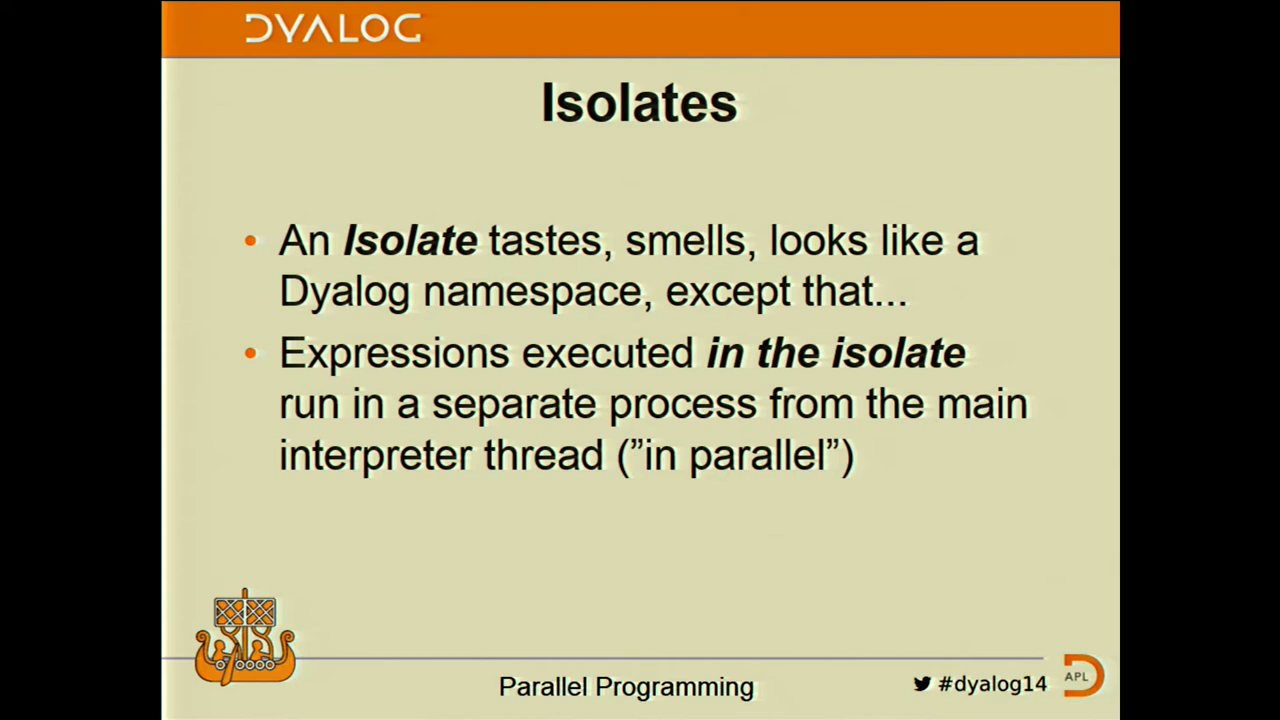 DYALOG
Isolates
• An Isolate tastes, smells, looks like a
Dyalog namespace, except that...
• Expressions executed in the isolate
run in a separate process from the main
interpreter thread (”in parallel”)
Parallel Programming
#dyalog14
APL